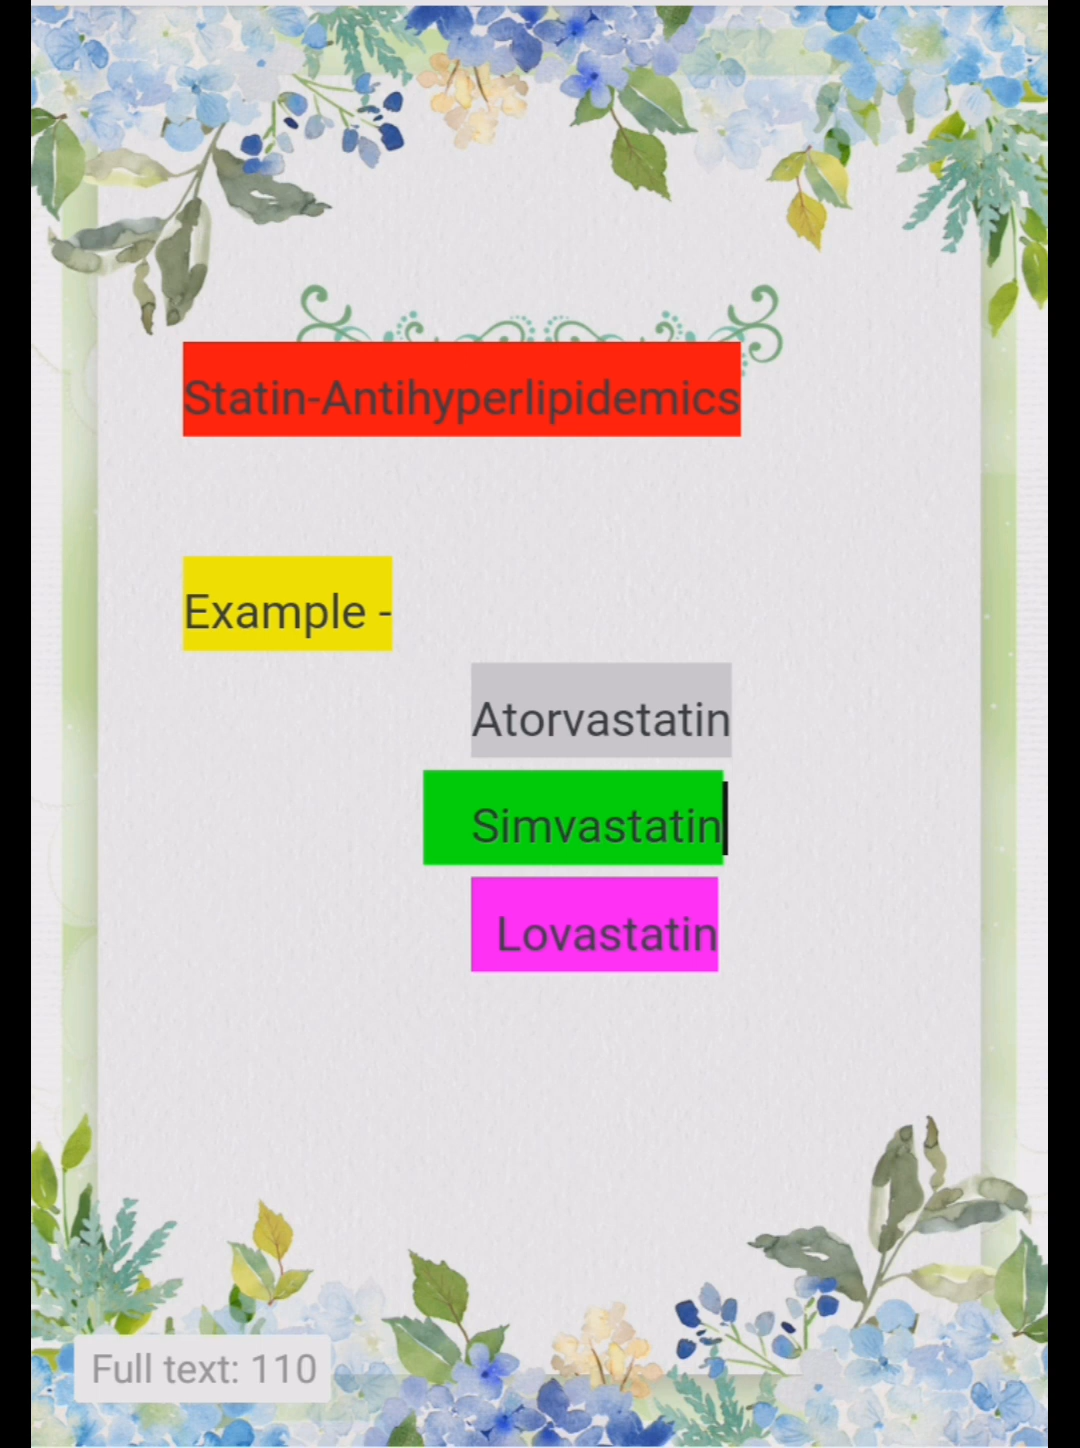 Statin-Antihyperlipidemics
Example -
Atorvastatin
Simvastatin
Lovastatin
Full text: 110